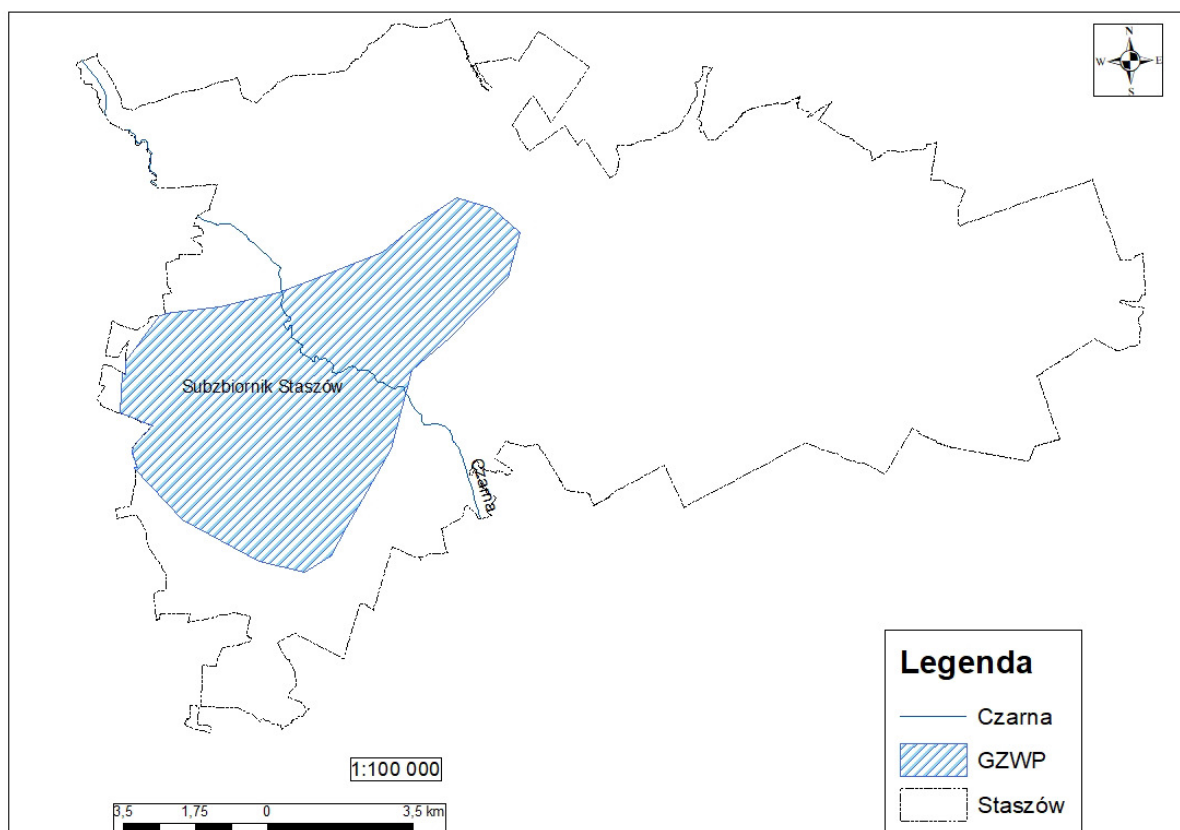 N
W E
S
Subzbiornik Staszów
Czarna
Legenda
Czarna
GZWP
Staszów
1:100 000
3,5 1,75 0 3,5 km